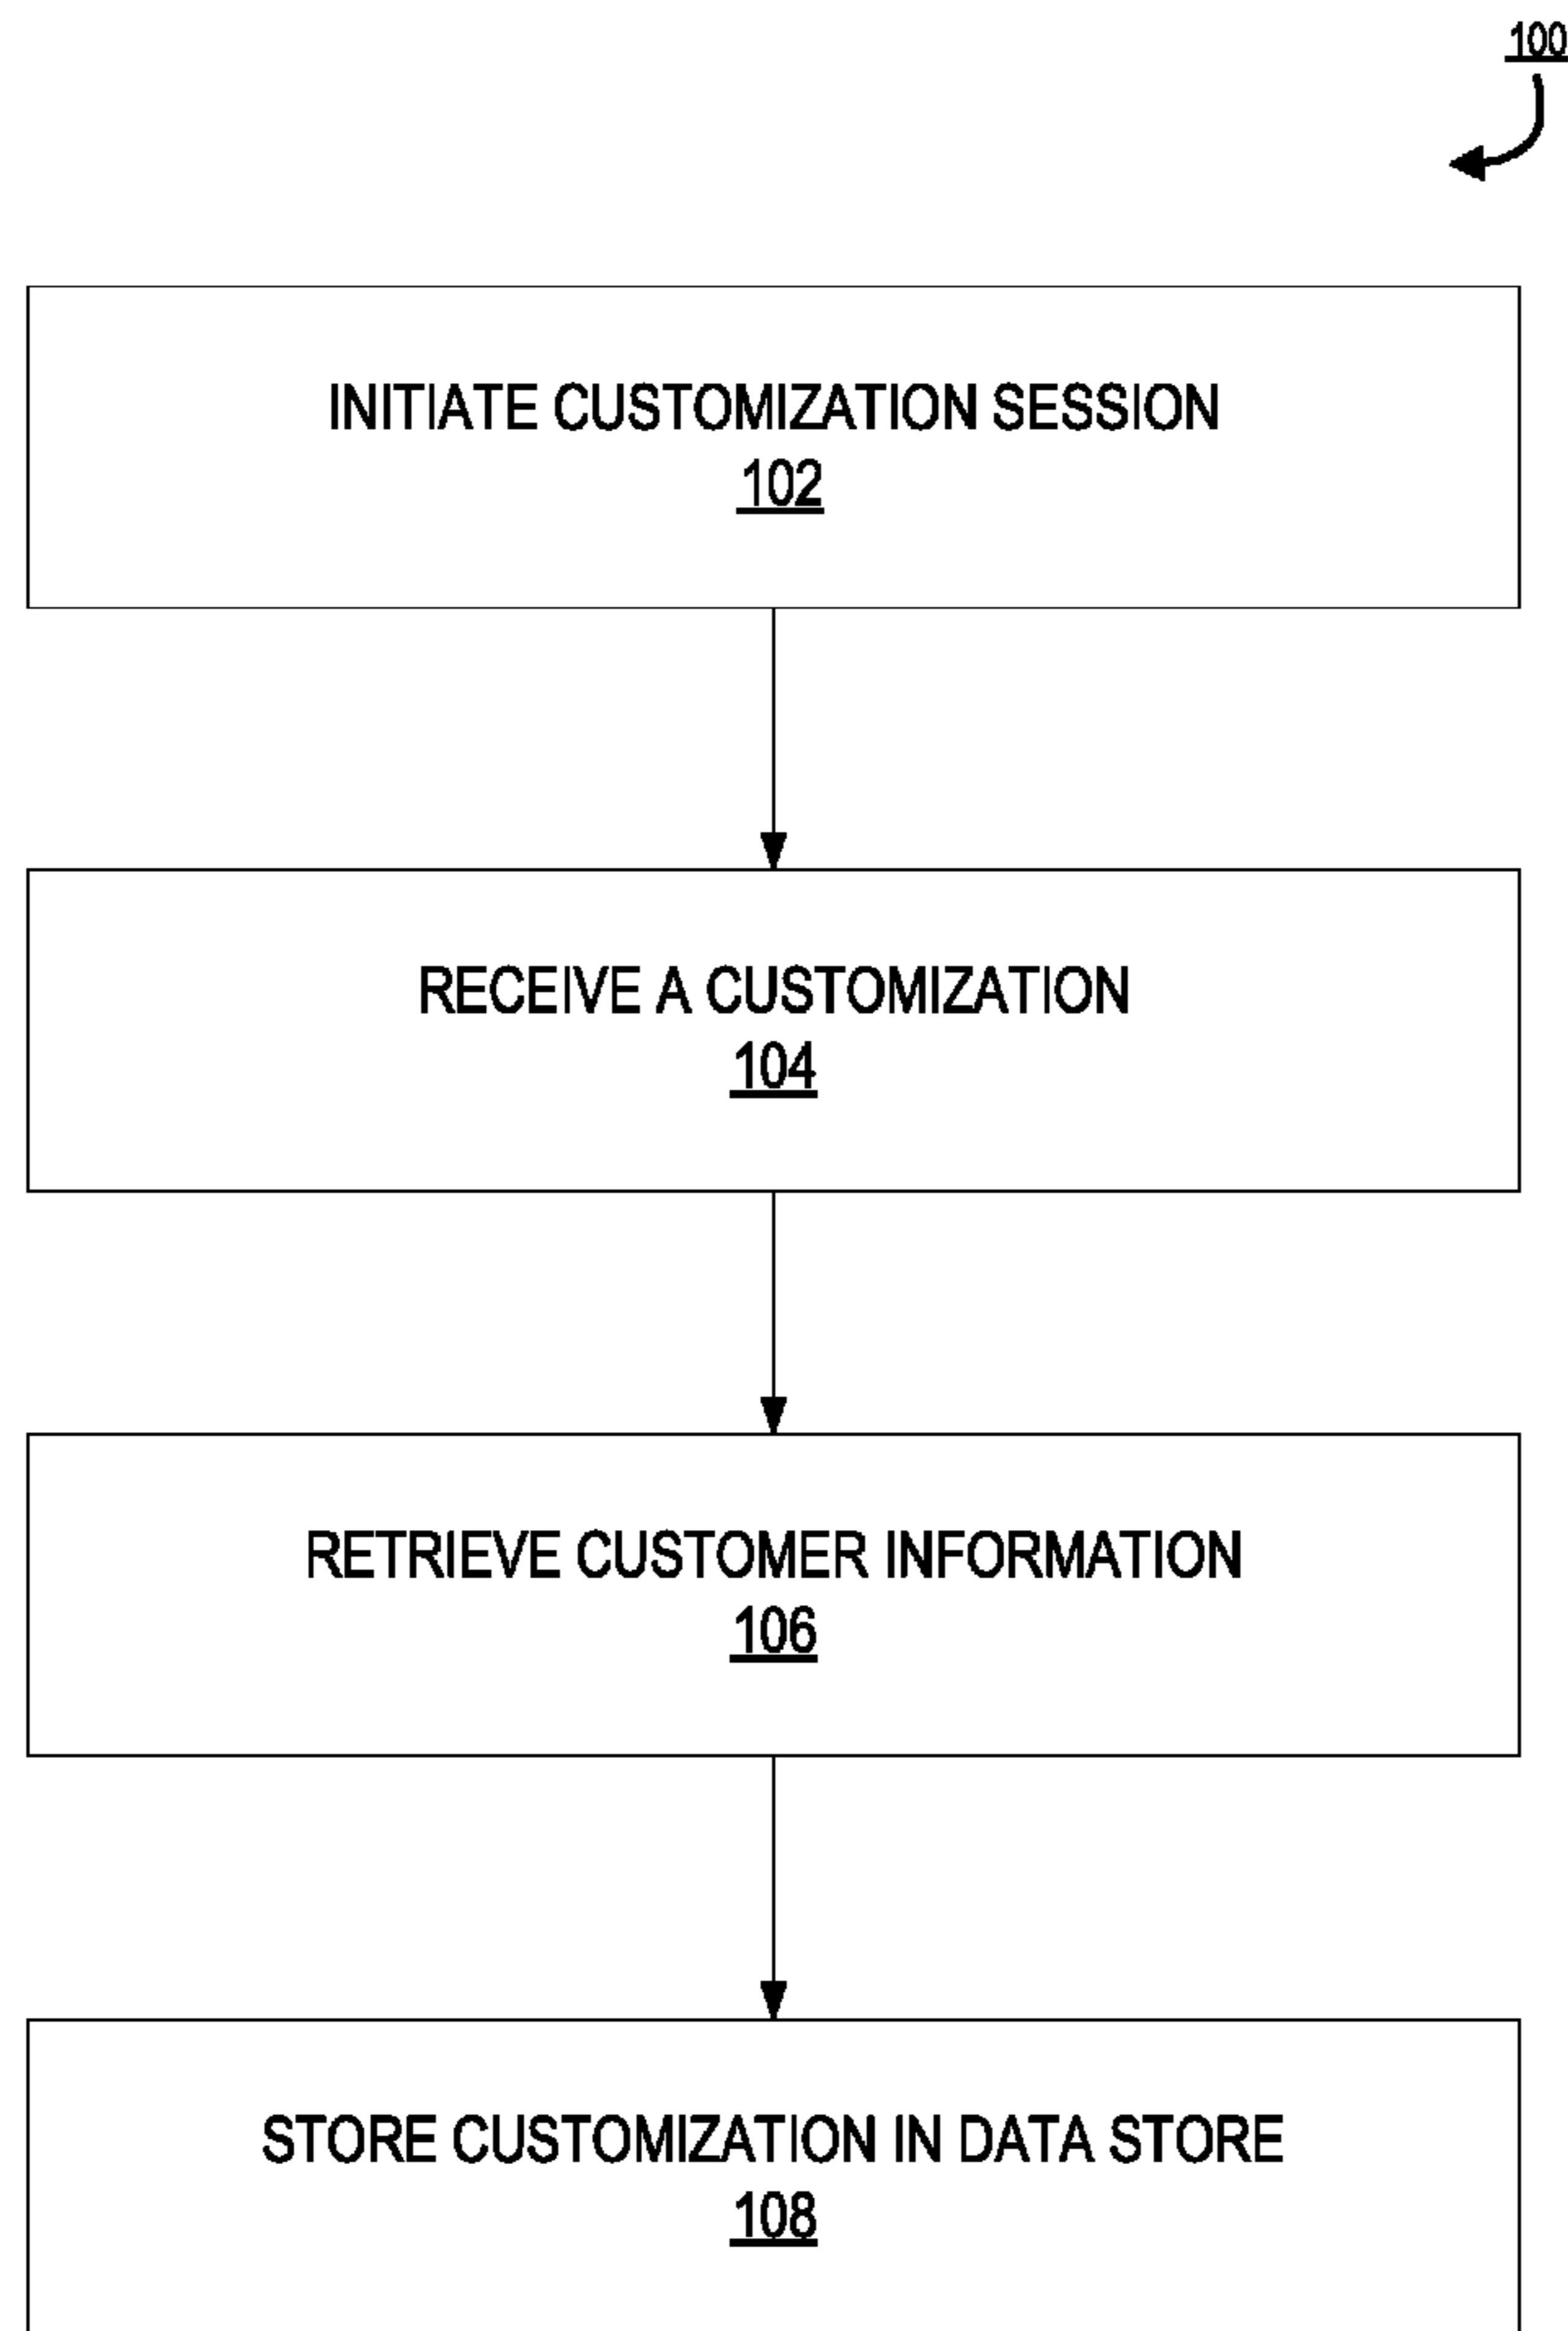 100
INITIATE CUSTOMIZATION SESSION
102
RECEIVE A CUSTOMIZATION
104
RETRIEVE CUSTOMER INFORMATION
106
STORE CUSTOMIZATION IN DATA STORE
108